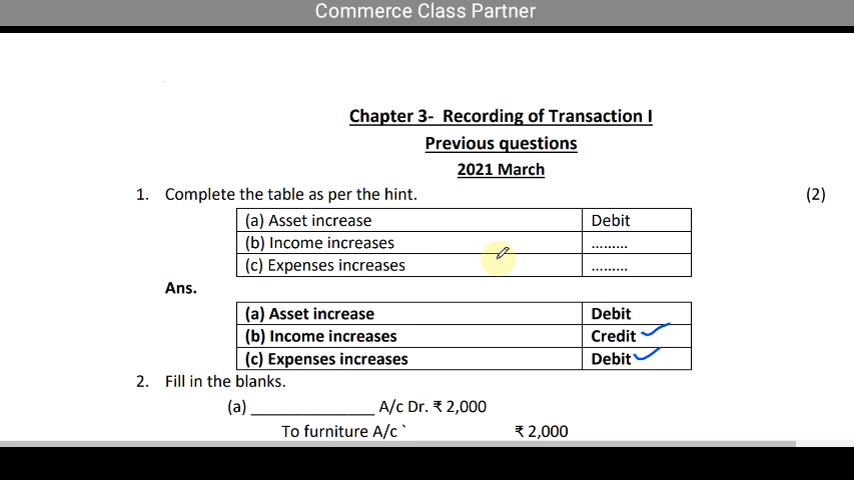 Commerce Class Partner
Chapter 3- Recording of Transaction I
Previous questions
2021 March
1. Complete the table as per the hint. (2)
(a) Asset increase Debit
(b) Income increases .........
(c) Expenses increases .........
Ans.
(a) Asset increase Debit
(b) Income increases Credit
(c) Expenses increases Debit
2. Fill in the blanks.
(a) ______________ A/c Dr. ₹ 2,000
To furniture A/c ` ₹ 2,000